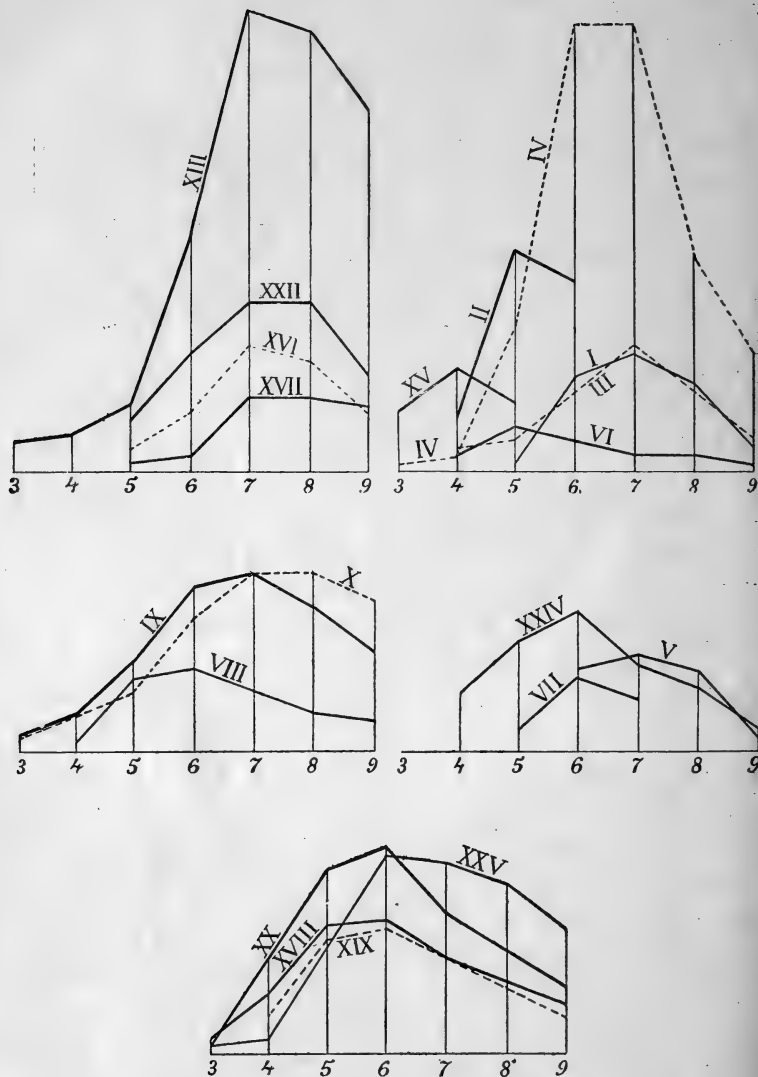 XIII
XXII
XVI
XVII
3 4 5 6 7 8 9
IV
II
XV
I
III
IV
VI
3 4 5 6 7 8 9
IX
X
VIII
3 4 5 6 7 8 9
XXIV
V
VII
3 4 5 6 7 8 9
XXV
XX
XVIII
XIX
3 4 5 6 7 8 9